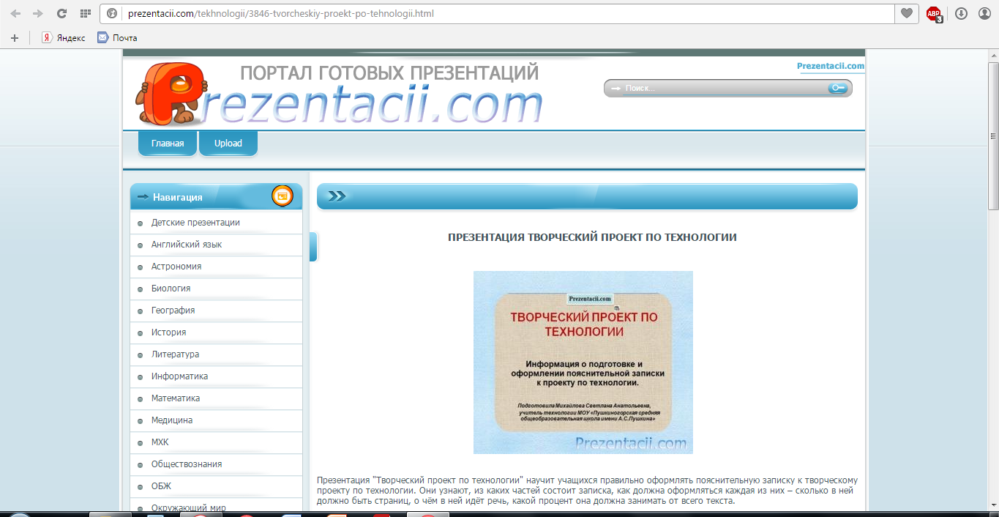 prezentacii.com/tekhnologii/3846-tvorcheskiy-proekt-po-tehnologii.html
ABP
3
Яндекс
Почта
ПОРТАЛ ГОТОВЫХ ПРЕЗЕНТАЦИЙ
Prezentacii.com
Prezentacii.com
Поиск...
Главная
Upload
Навигация
Детские презентации
Английский язык
Астрономия
Биология
География
История
Литература
Информатика
Математика
Медицина
МХК
Обществознания
ОБЖ
Окружающий мир
ПРЕЗЕНТАЦИЯ ТВОРЧЕСКИЙ ПРОЕКТ ПО ТЕХНОЛОГИИ
Prezentacii.com
ТВОРЧЕСКИЙ ПРОЕКТ ПО
ТЕХНОЛОГИИ
Информация о подготовке и
оформлении пояснительной записки
к проекту по технологии.
Подготовила Михайлова Светлана Анатольевна,
учитель технологии МОУ «Пушкиногорская средняя
общеобразовательная школа имени А.С.Пушкина»
Prezentacii.com
Презентация "Творческий проект по технологии" научит учащихся правильно оформлять пояснительную записку к творческому
проекту по технологии. Они узнают, из каких частей состоит записка, как должна оформляться каждая из них – сколько в ней
должно быть страниц, о чём в ней идёт речь, какой процент она должна занимать от всего текста.